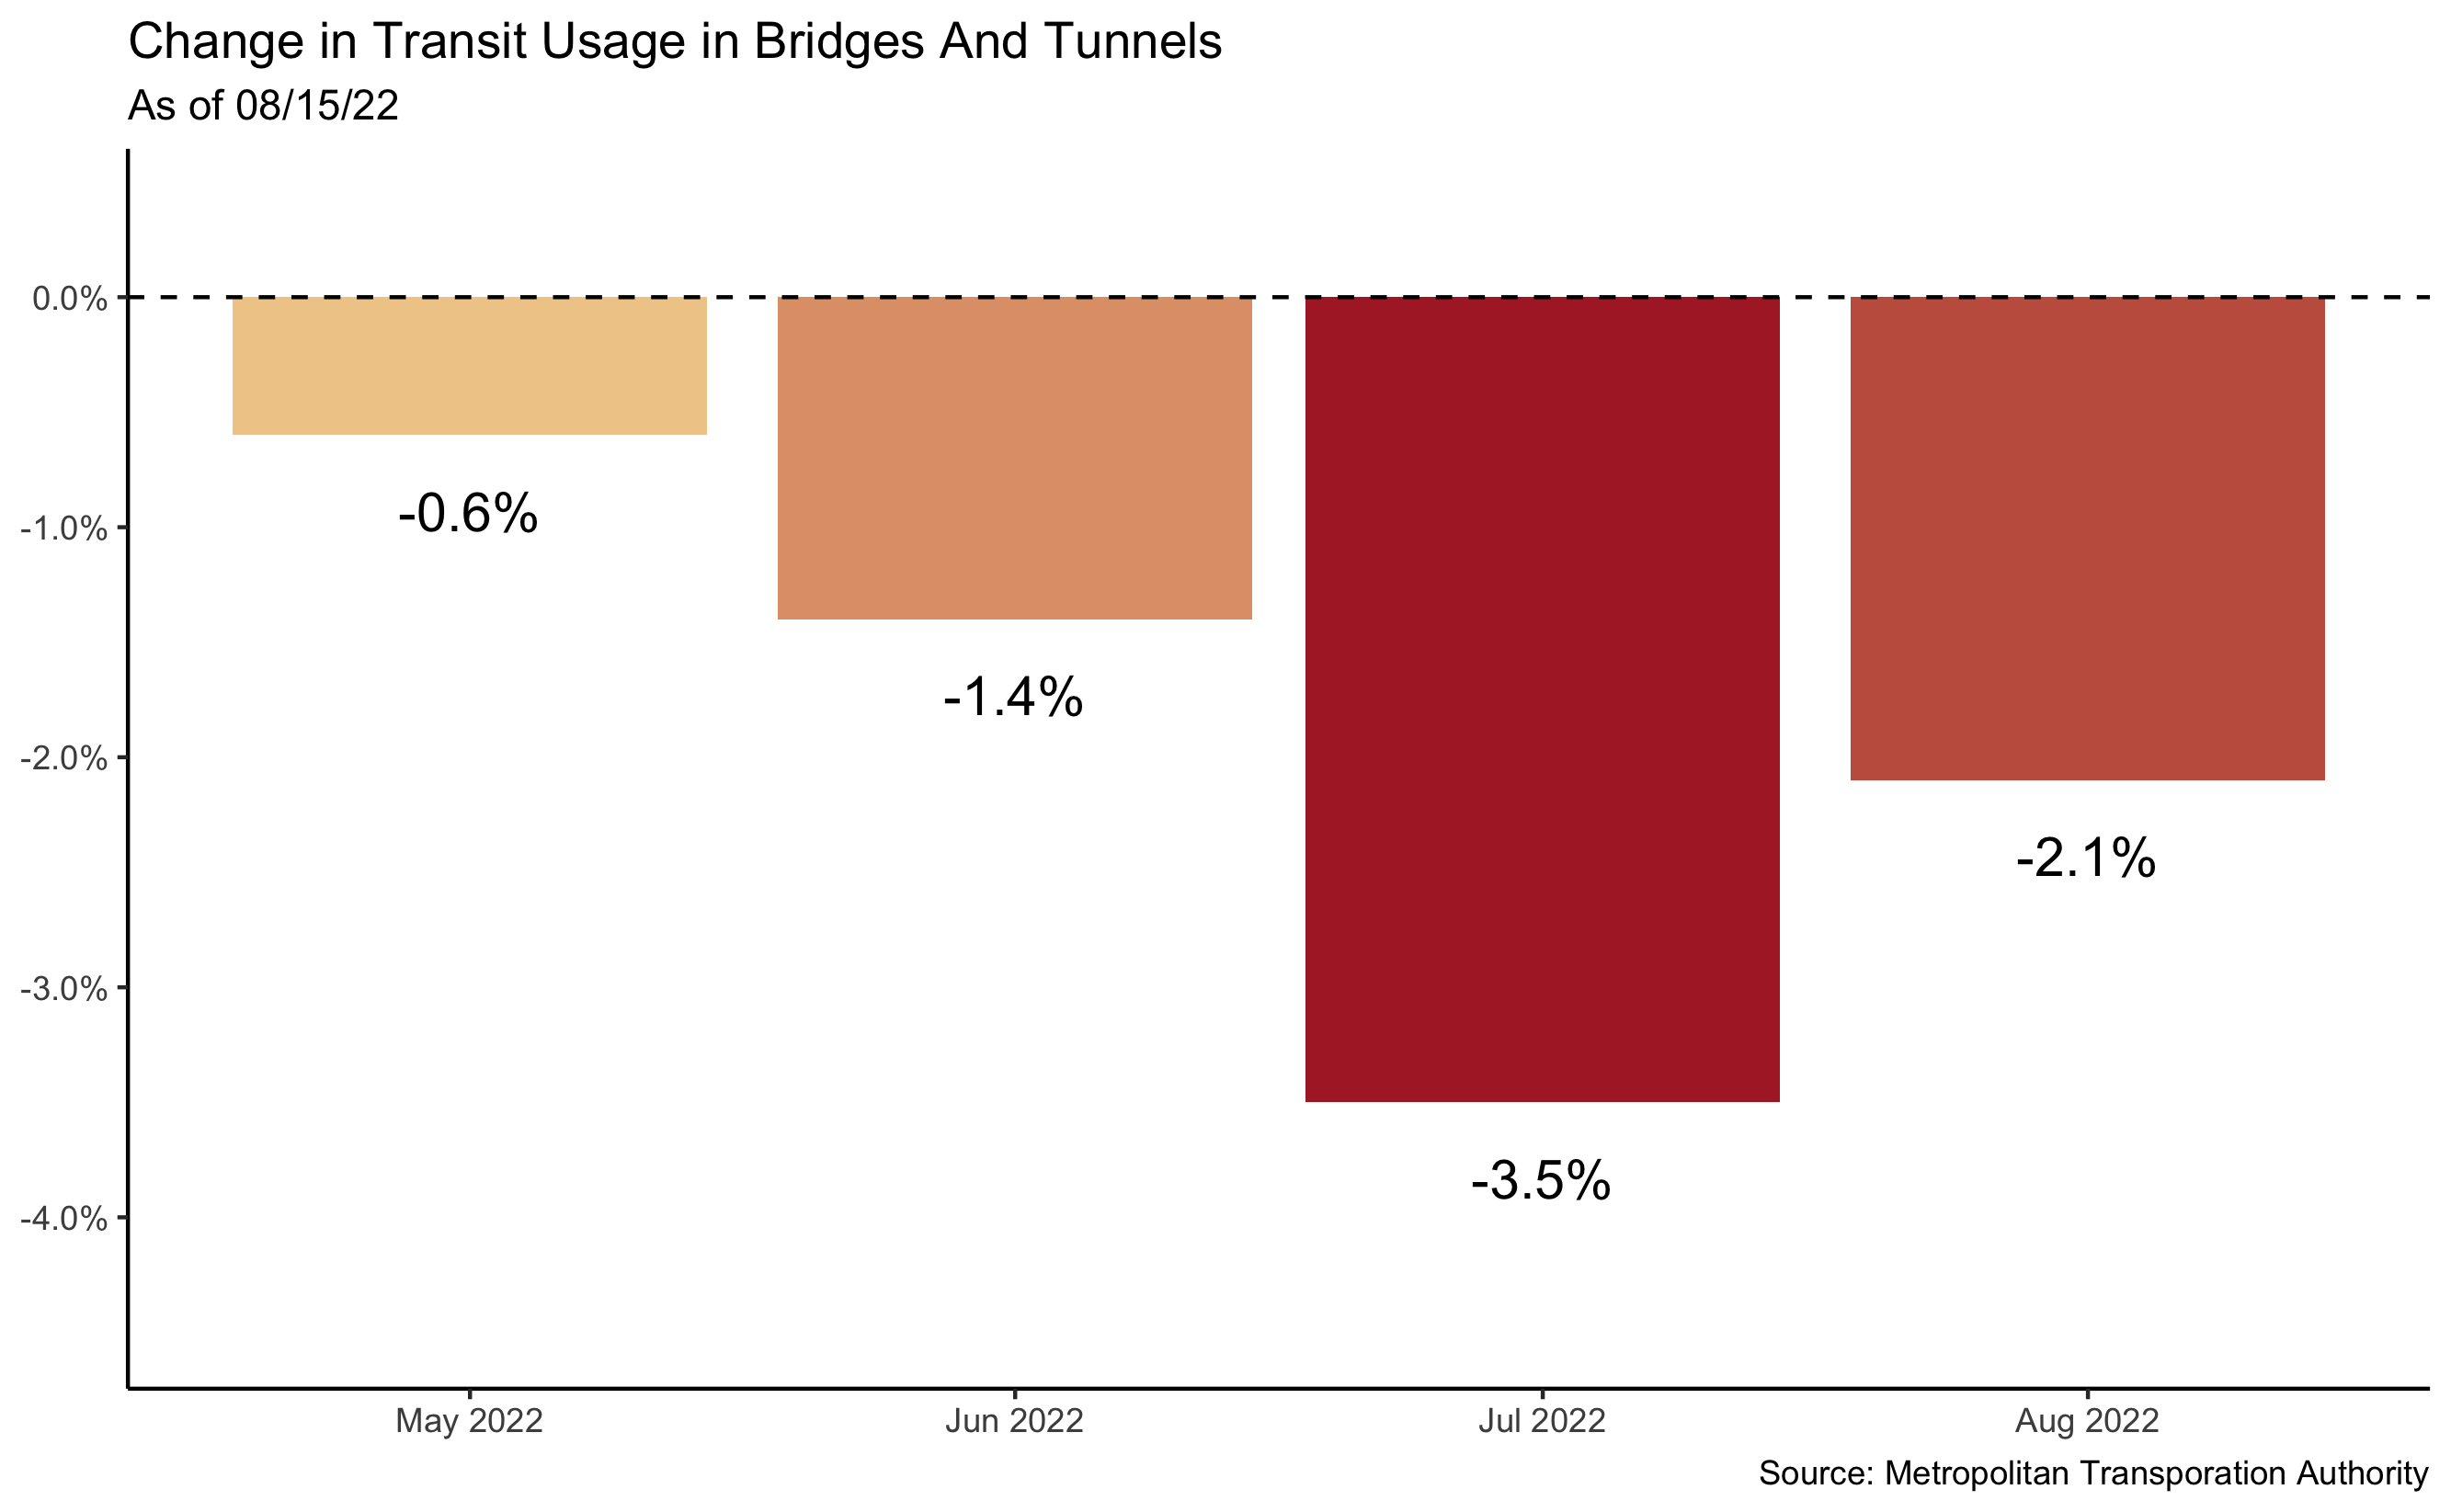 Change in Transit Usage in Bridges And Tunnels
As of 08/15/22
0.0%
-1.0%
-2.0%
-3.0%
-4.0%
-0.6%
-1.4%
-3.5%
-2.1%
May 2022
Jun 2022
Jul 2022
Aug 2022
Source: Metropolitan Transporation Authority